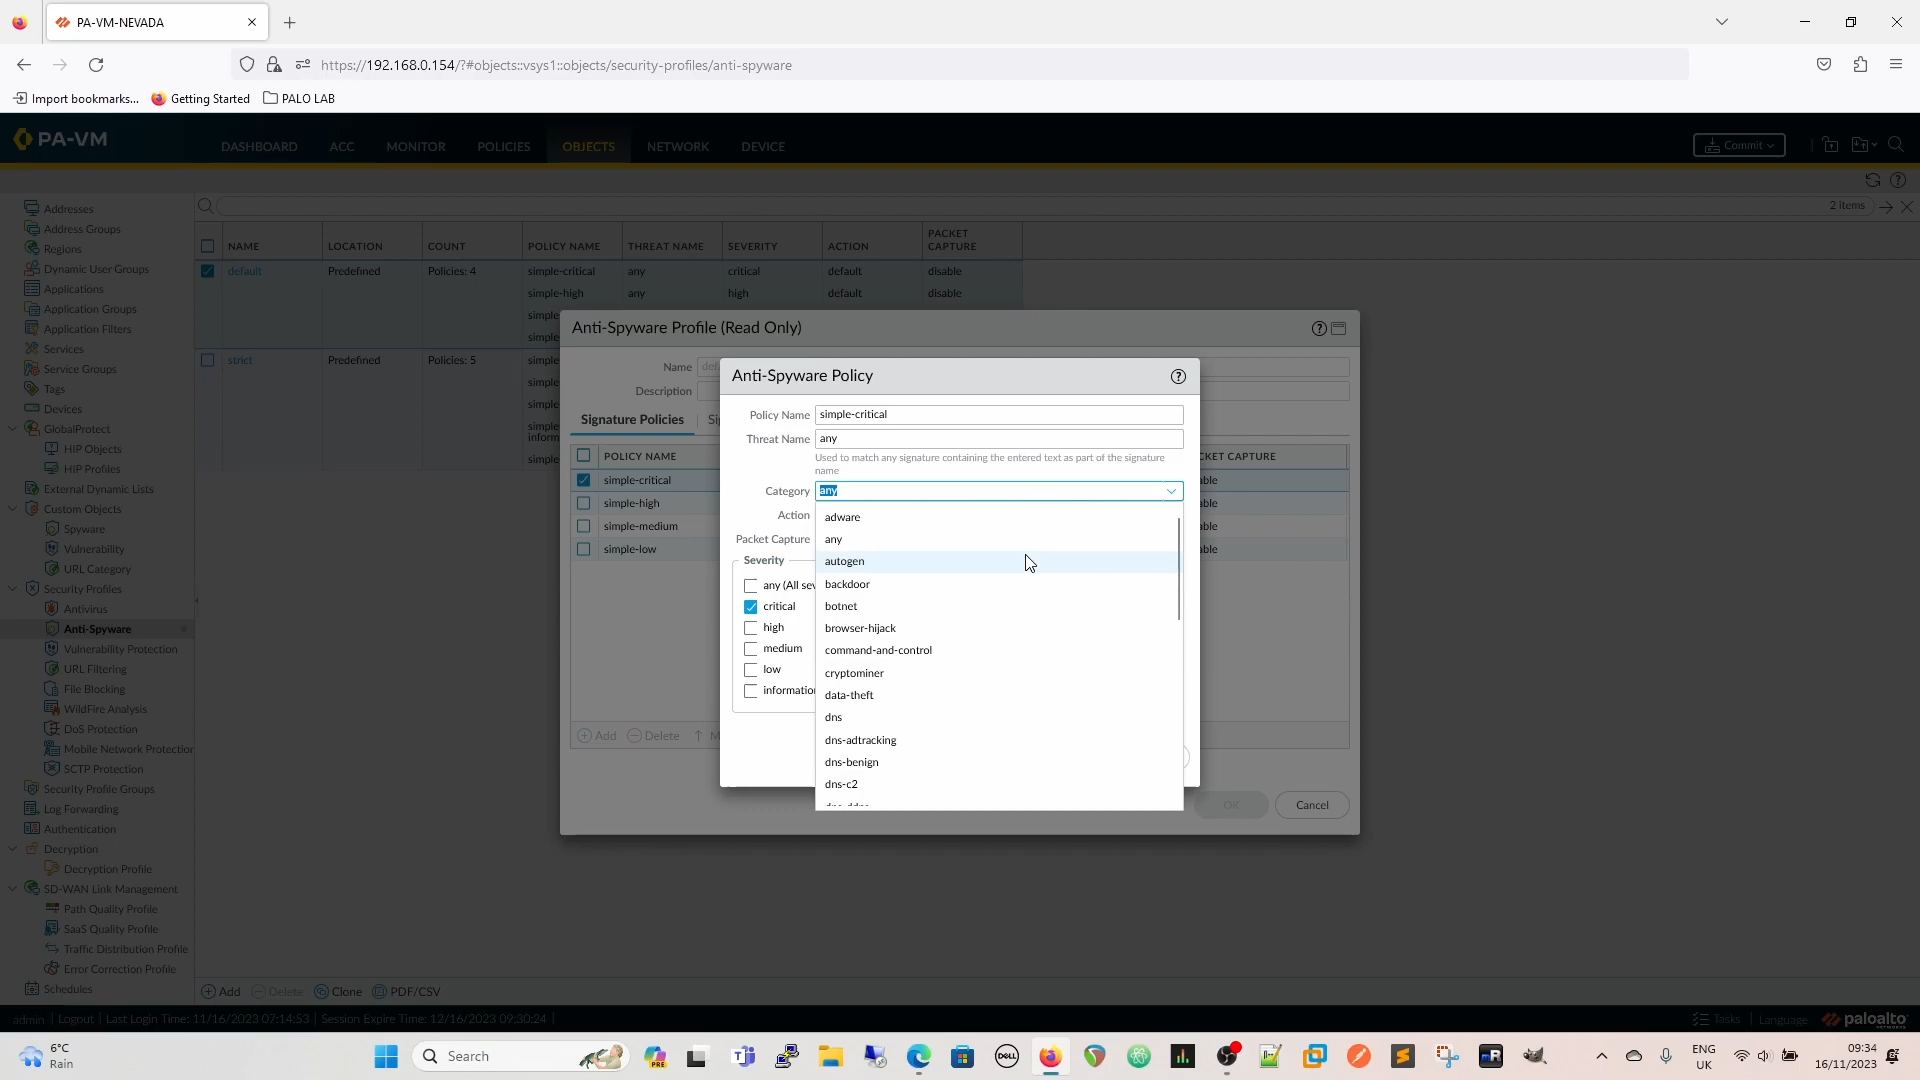 PA-VM-NEVADA
https://192.168.0.154/?#objects::vsys1::objects/security-profiles/anti-spyware
Import bookmarks...
Getting Started
PALO LAB
PA-VM
DASHBOARD
ACC
MONITOR
POLICIES
OBJECTS
NETWORK
DEVICE
Commit
2 items
Addresses
Address Groups
Regions
Dynamic User Groups
Applications
Application Groups
Application Filters
Services
Service Groups
Tags
Devices
GlobalProtect
HIP Objects
HIP Profiles
External Dynamic Lists
Custom Objects
Spyware
Vulnerability
URL Category
Security Profiles
Antivirus
Anti-Spyware
Vulnerability Protection
URL Filtering
File Blocking
WildFire Analysis
Data Filtering
DoS Protection
Mobile Network Protection
SCTP Protection
Security Profile Groups
Log Forwarding
Authentication
Decryption
Decryption Profile
SD-WAN Link Management
Path Quality Profile
SaaS Quality Profile
Traffic Distribution Profile
Error Correction Profile
Schedules
NAME LOCATION COUNT POLICY NAME THREAT NAME SEVERITY ACTION PACKET CAPTURE
default Predefined Policies: 4 simple-critical any critical default disable
simple-high any high default disable
strict Predefined Policies: 5
Anti-Spyware Profile (Read Only)
Name
Description
Signature Policies
POLICY NAME
simple-critical
simple-high
simple-medium
simple-low
Add
Delete
OK
Cancel
Anti-Spyware Policy
Policy Name simple-critical
Threat Name any
Used to match any signature containing the entered text as part of the signature
name
Category any
Action
Packet Capture
Severity
any (All sev
critical
high
medium
low
information
adware
any
autogen
backdoor
botnet
browser-hijack
command-and-control
cryptominer
data-theft
dns
dns-adtracking
dns-benign
dns-c2
Add
Delete
Clone
PDF/CSV
admin | Logout | Last Login Time: 11/16/2023 07:14:53 | Session Expire Time: 12/16/2023 09:30:24 |
Tasks | Language
paloalto
6°C
Rain
Search
ENG
UK
09:34
16/11/2023